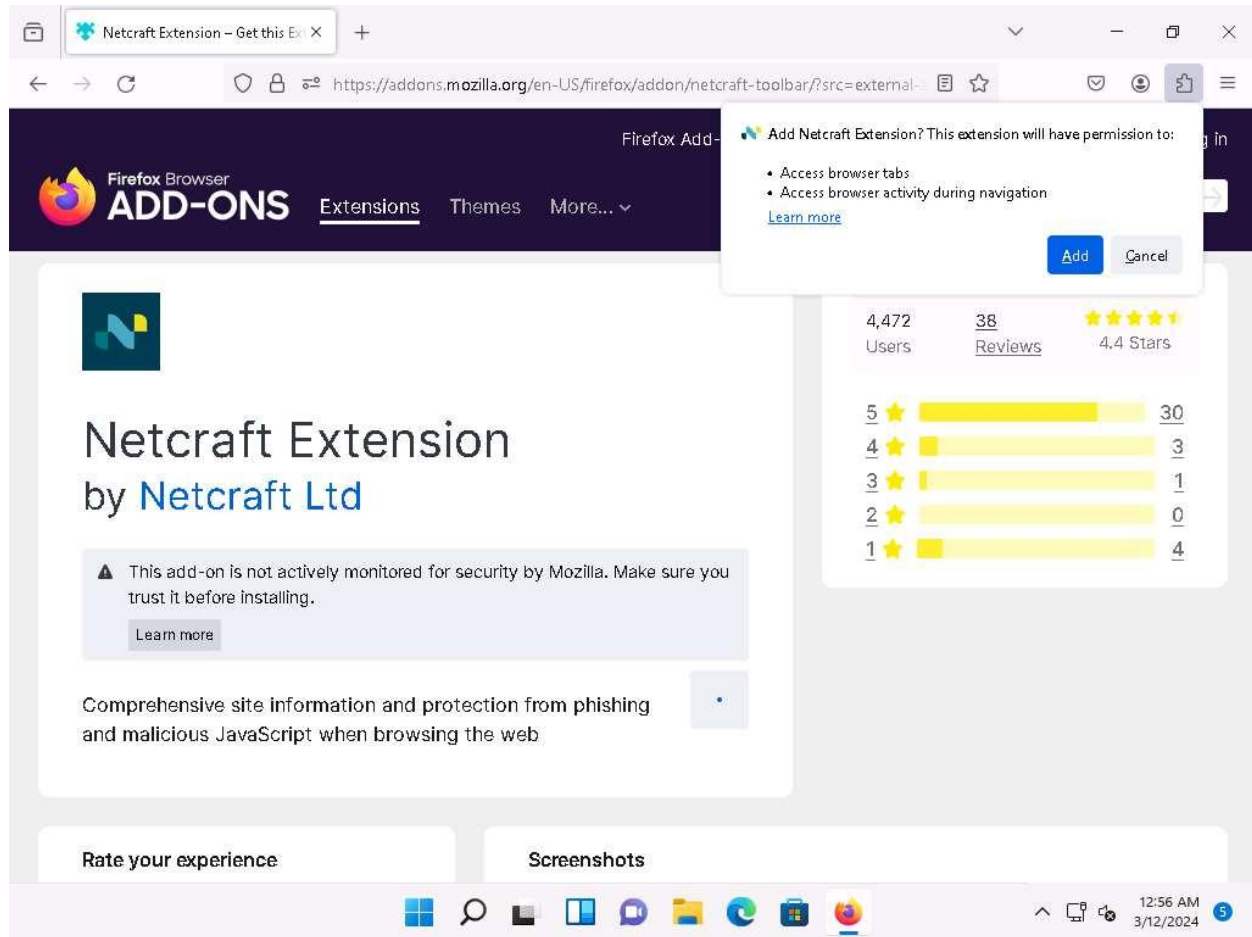 Netcraft Extension – Get this Ex
https://addons.mozilla.org/en-US/firefox/addon/netcraft-toolbar/?src=external-
Firefox Add-
g in
Firefox Browser
ADD-ONS
Extensions
Themes
More...
Add Netcraft Extension? This extension will have permission to:
• Access browser tabs
• Access browser activity during navigation
Learn more
Add
Cancel
4,472
Users
38
Reviews
4.4 Stars
5
30
4
3
3
1
2
0
1
4
Netcraft Extension
by Netcraft Ltd
This add-on is not actively monitored for security by Mozilla. Make sure you
trust it before installing.
Learn more
Comprehensive site information and protection from phishing
and malicious JavaScript when browsing the web
Rate your experience
Screenshots
12:56 AM
3/12/2024
5